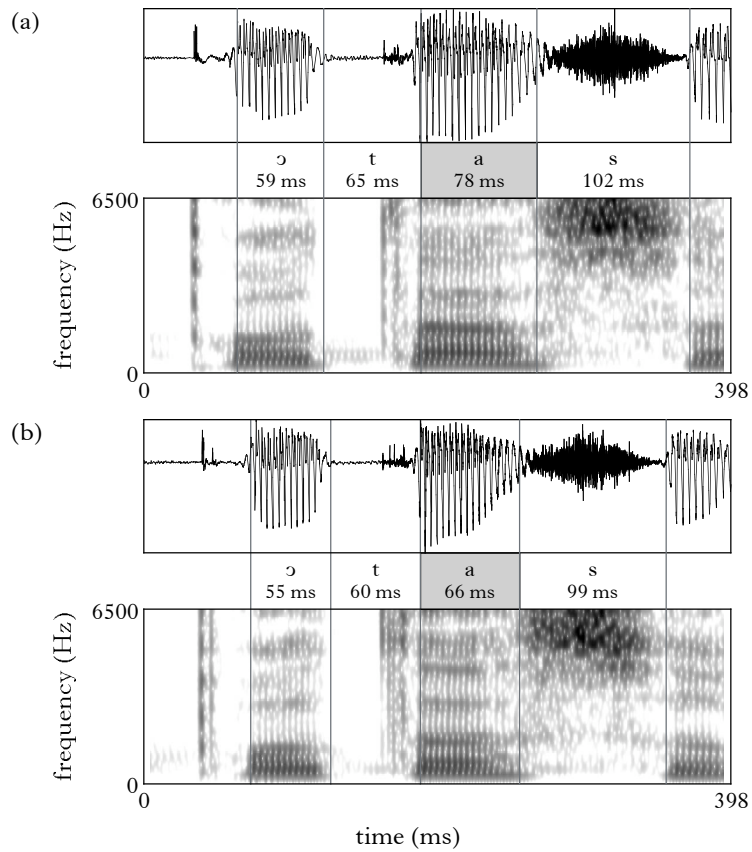 (a)
ɔ t a s
59 ms 65 ms 78 ms 102 ms
6500
frequency (Hz)
0
0 398
(b)
ɔ t a s
55 ms 60 ms 66 ms 99 ms
6500
frequency (Hz)
0
0 398
time (ms)